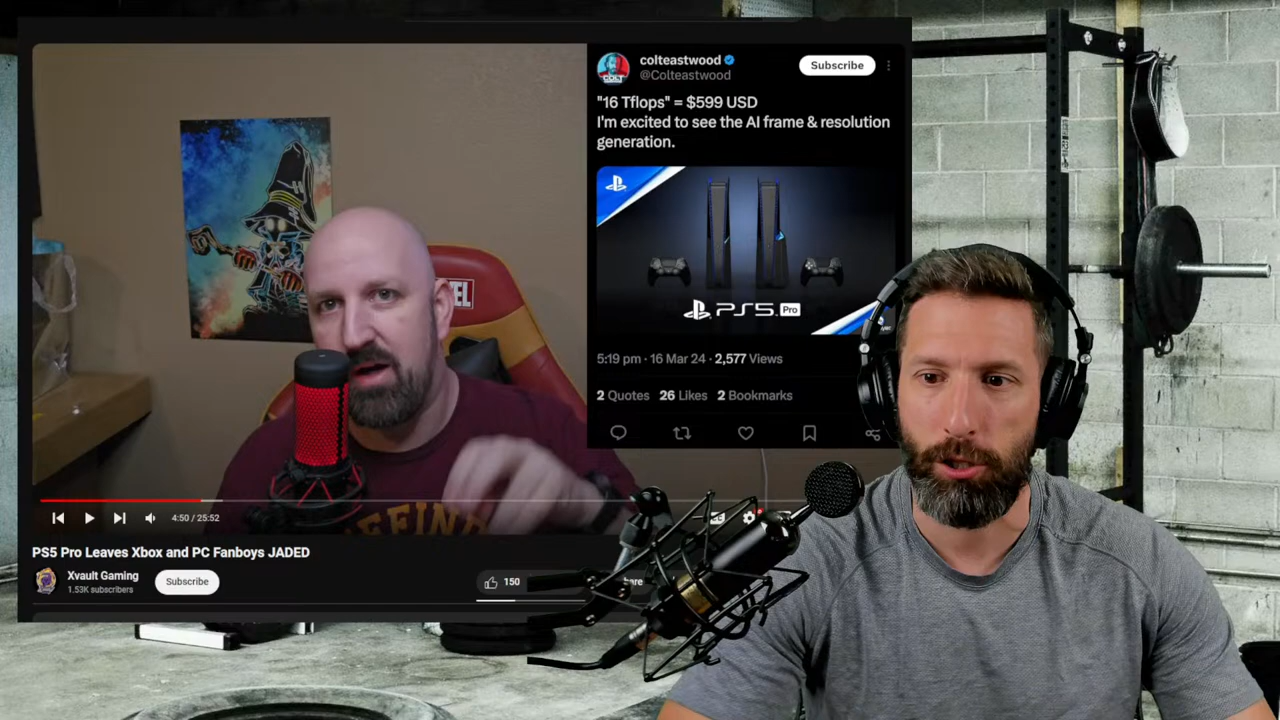 colteastwood
@Colteastwood
Subscribe
"16 Tflops" = $599 USD
I'm excited to see the AI frame & resolution
generation.
PS5 Pro
5:19 pm · 16 Mar 24 · 2,577 Views
2 Quotes 26 Likes 2 Bookmarks
4:50 / 25:52
PS5 Pro Leaves Xbox and PC Fanboys JADED
Xvault Gaming
1.53K subscribers
Subscribe
150